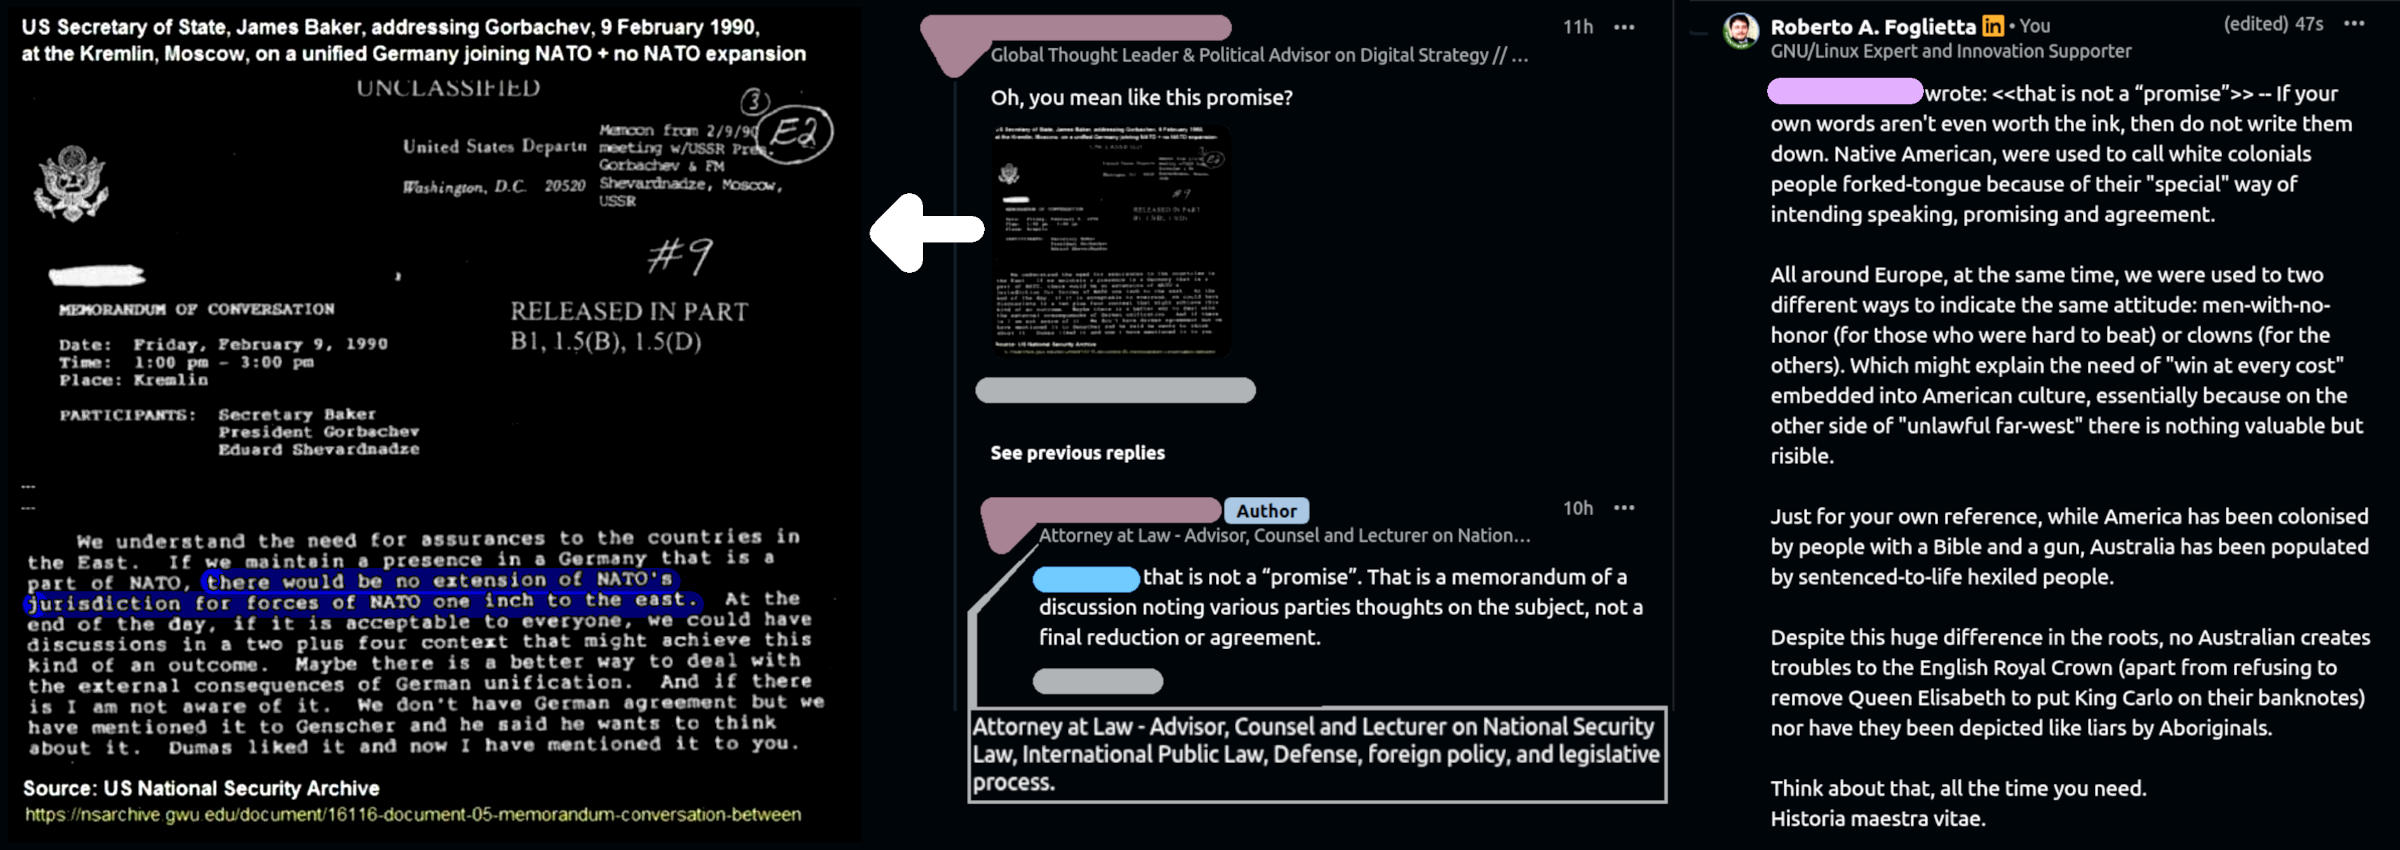 US Secretary of State, James Baker, addressing Gorbachev, 9 February 1990,
at the Kremlin, Moscow, on a unified Germany joining NATO + no NATO expansion
UNCLASSIFIED
3
E2
United States Departm
Washington, D.C. 20520
Memcon from 2/9/90
meeting w/USSR Pres.
Gorbachev & FM
Shevardnadze, Moscow,
USSR
#9
MEMORANDUM OF CONVERSATION
RELEASED IN PART
B1, 1.5(B), 1.5(D)
Date: Friday, February 9, 1990
Time: 1:00 pm - 3:00 pm
Place: Kremlin
PARTICIPANTS: Secretary Baker
President Gorbachev
Eduard Shevardnadze
---
---
We understand the need for assurances to the countries in
the East. If we maintain a presence in a Germany that is a
part of NATO, there would be no extension of NATO's
jurisdiction for forces of NATO one inch to the east. At the
end of the day, if it is acceptable to everyone, we could have
discussions in a two plus four context that might achieve this
kind of an outcome. Maybe there is a better way to deal with
the external consequences of German unification. And if there
is I am not aware of it. We don't have German agreement but we
have mentioned it to Genscher and he said he wants to think
about it. Dumas liked it and now I have mentioned it to you.
Source: US National Security Archive
https://nsarchive.gwu.edu/document/16116-document-05-memorandum-conversation-between
11h
Global Thought Leader & Political Advisor on Digital Strategy // ...
Oh, you mean like this promise?
See previous replies
Author
10h
Attorney at Law - Advisor, Counsel and Lecturer on Nation...
that is not a “promise”. That is a memorandum of a
discussion noting various parties thoughts on the subject, not a
final reduction or agreement.
Attorney at Law - Advisor, Counsel and Lecturer on National Security
Law, International Public Law, Defense, foreign policy, and legislative
process.
Roberto A. Foglietta in • You
(edited) 47s
GNU/Linux Expert and Innovation Supporter
wrote: <<that is not a “promise”>> -- If your
own words aren't even worth the ink, then do not write them
down. Native American, were used to call white colonials
people forked-tongue because of their "special" way of
intending speaking, promising and agreement.
All around Europe, at the same time, we were used to two
different ways to indicate the same attitude: men-with-no-
honor (for those who were hard to beat) or clowns (for the
others). Which might explain the need of "win at every cost"
embedded into American culture, essentially because on the
other side of "unlawful far-west" there is nothing valuable but
risible.
Just for your own reference, while America has been colonised
by people with a Bible and a gun, Australia has been populated
by sentenced-to-life hexiled people.
Despite this huge difference in the roots, no Australian creates
troubles to the English Royal Crown (apart from refusing to
remove Queen Elisabeth to put King Carlo on their banknotes)
nor have they been depicted like liars by Aboriginals.
Think about that, all the time you need.
Historia maestra vitae.